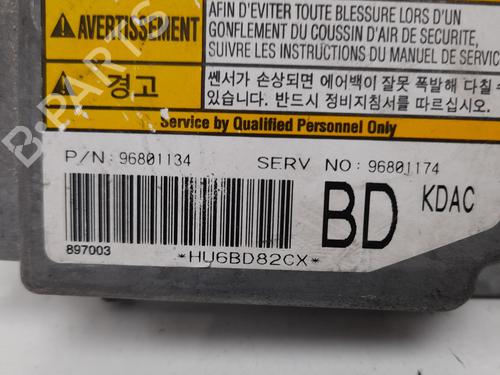 AFIN D'EVITER TOUTE BLESSURE LORS D'UN
AVERTISSEMENT
GONFLEMENT DU COUSSIN D'AIR DE SECURITE,
SUIVRE LES INSTRUCTIONS DU MANUEL DE SERVICE
경고
쎈서가 손상되면 에어백이 잘못 폭발해 다칠 수
있습니다. 반드시 정비지침서를 따르십시오.
Service by Qualified Personnel Only
P/N: 96801134 SERV NO: 96801174
BD KDAC
897003
*HU6BD82CX*
B-PARTS